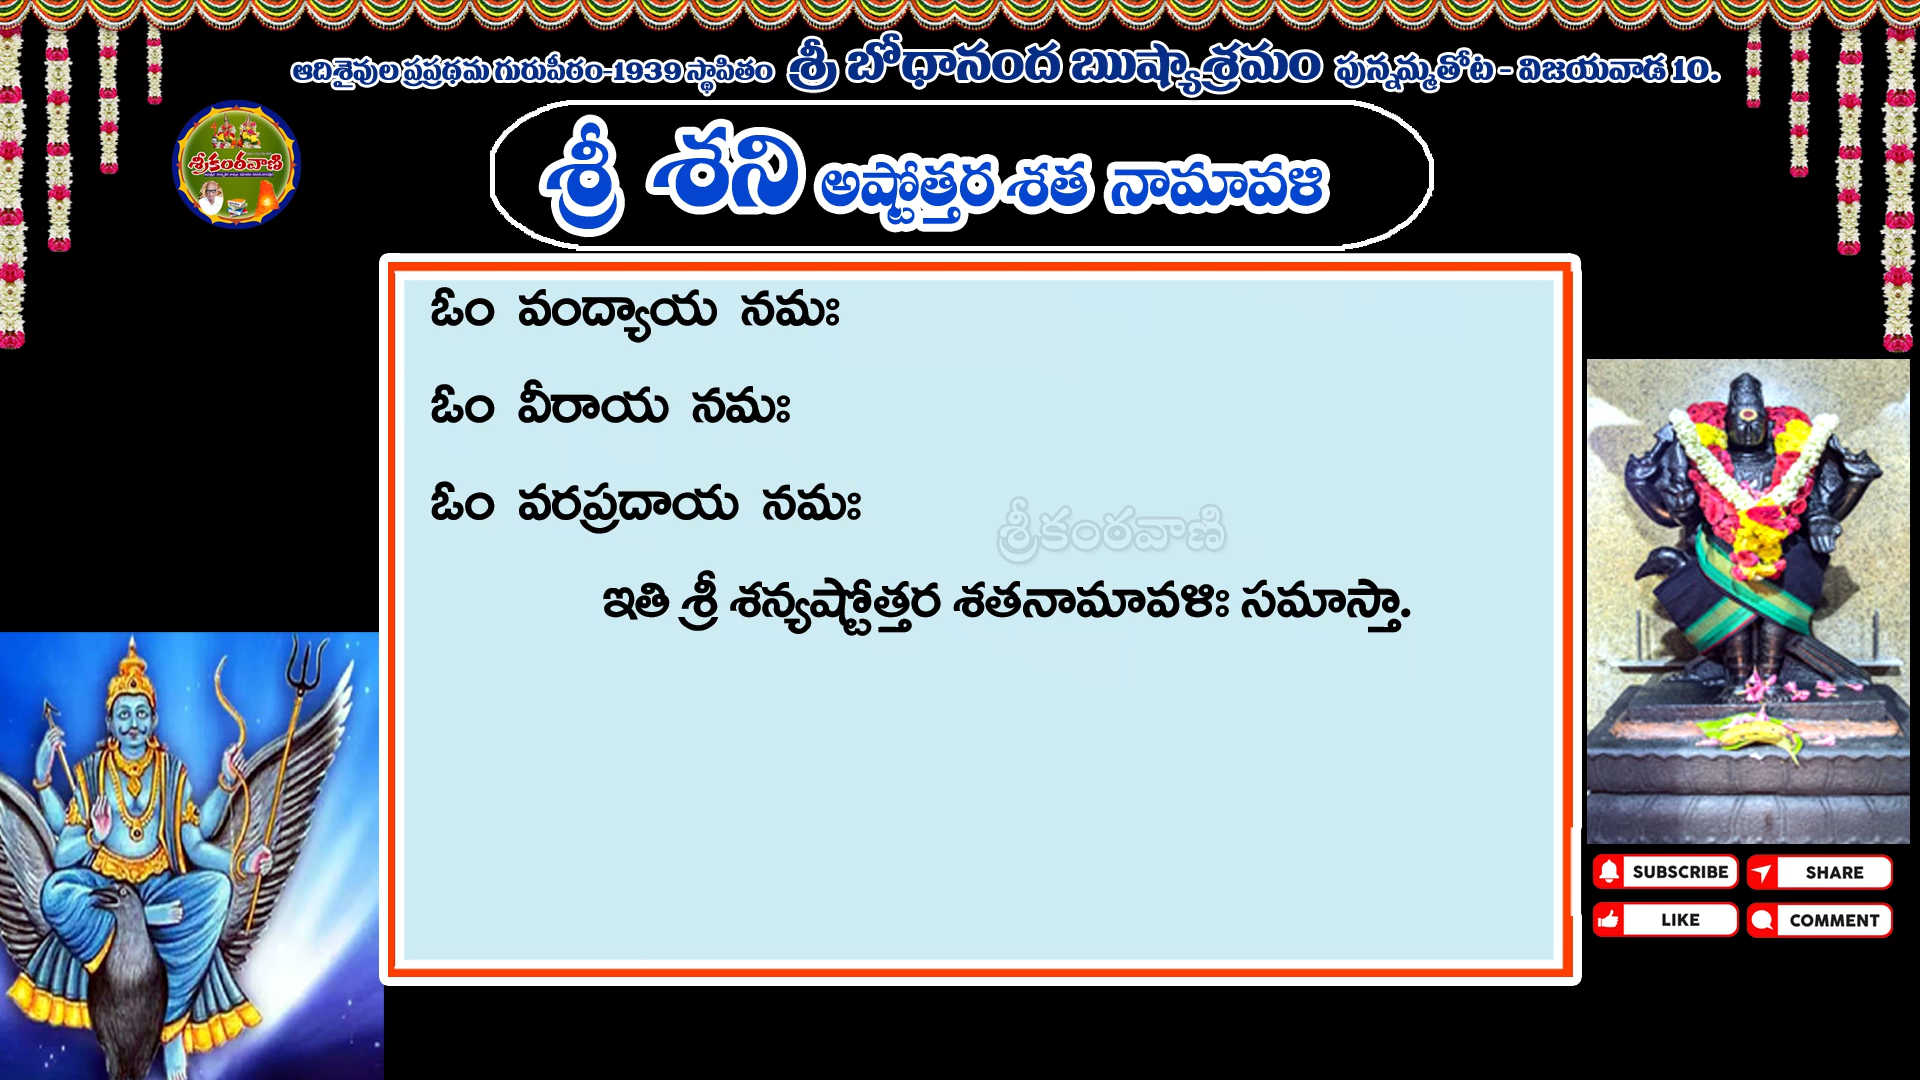 ఆదిశైవుల ప్రప్రథమ గురుపీఠం-1939 స్థాపితం శ్రీ బోధానంద ఋష్యాశ్రమం ఫున్నమ్మతోట - విజయవాడ 10.
శ్రీకంఠవాణి
శ్రీ శని అష్టోత్తర శత నామావళి
ఓం వంద్యాయ నమః
ఓం వీరాయ నమః
ఓం వరప్రదాయ నమః
శ్రీకంఠవాణి
ఇతి శ్రీ శన్యష్టోత్తర శతనామావళిః సమాస్తా.
SUBSCRIBE SHARE
LIKE COMMENT